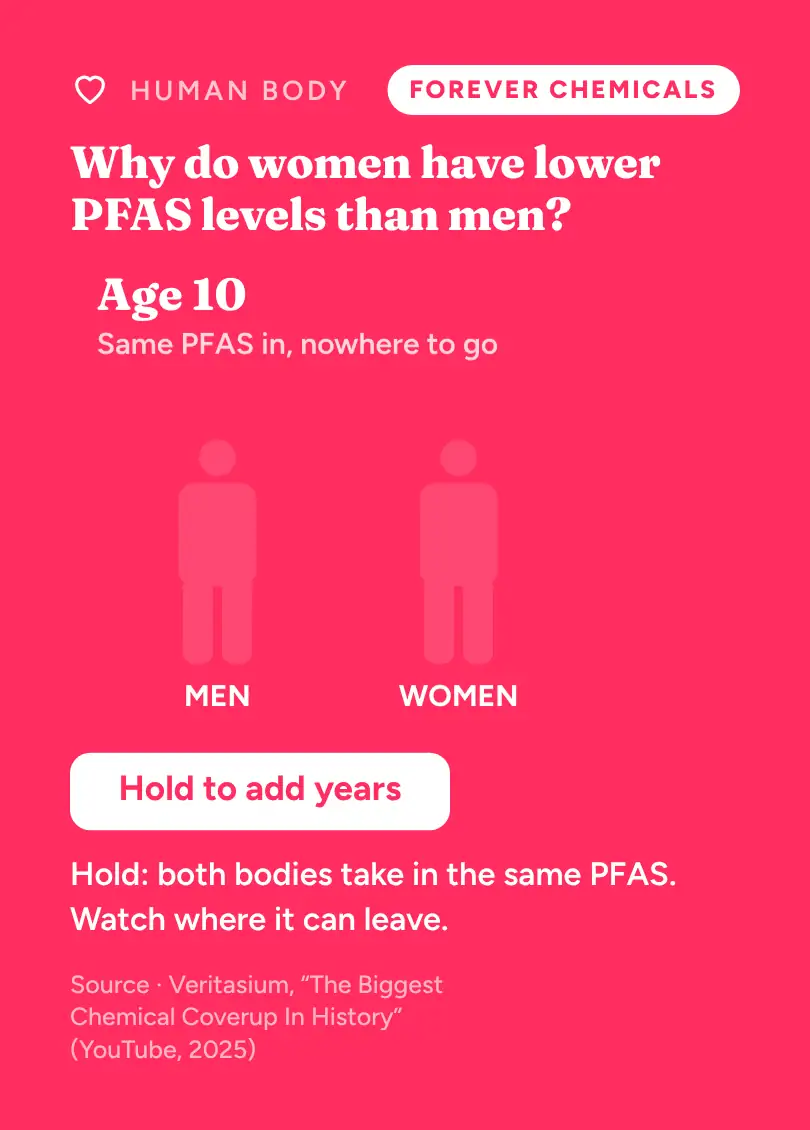 HUMAN BODY
FOREVER CHEMICALS
Why do women have lower
PFAS levels than men?
Age 10
Same PFAS in, nowhere to go
MEN
WOMEN
Hold to add years
Hold: both bodies take in the same PFAS.
Watch where it can leave.
Source · Veritasium, “The Biggest
Chemical Coverup In History”
(YouTube, 2025)